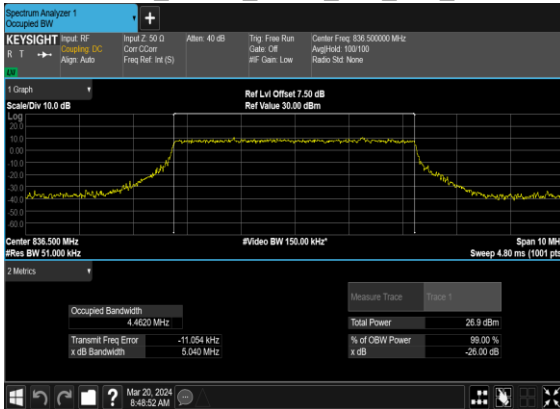 Spectrum Analyzer 1
Occupied BW
+
KEYSIGHT
R T
LW
Input: RF
Coupling: DC
Align: Auto
Input Z: 50 Ω
Corr CCorr
Freq Ref: Int (S)
Atten: 40 dB
Trig: Free Run
Gate: Off
#IF Gain: Low
Center Freq: 836.500000 MHz
Avg|Hold: 100/100
Radio Std: None
1 Graph
Scale/Div 10.0 dB
Ref Lvl Offset 7.50 dB
Ref Value 30.00 dBm
Log
20.0
10.0
0.00
-10.0
-20.0
-30.0
-40.0
-50.0
-60.0
Center 836.500 MHz
#Res BW 51.000 kHz
#Video BW 150.00 kHz*
Span 10 MH
Sweep 4.80 ms (1001 pts
2 Metrics
Measure Trace Trace 1
Occupied Bandwidth
4.4620 MHz
Total Power 26.9 dBm
Transmit Freq Error -11.054 kHz
x dB Bandwidth 5.040 MHz
% of OBW Power 99.00 %
x dB -26.00 dB
?
Mar 20, 2024
8:48:52 AM